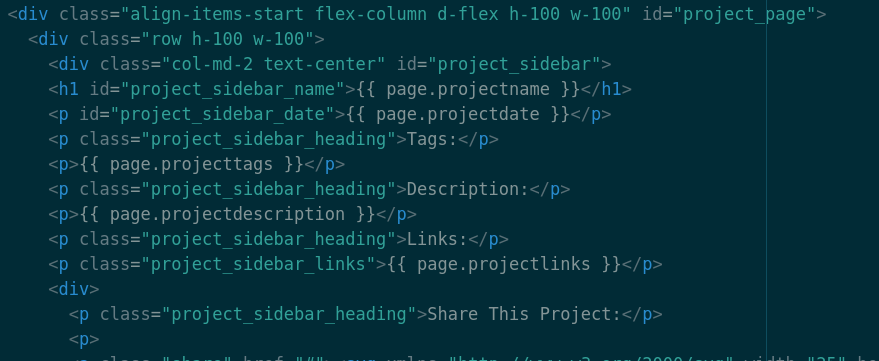 <div class="align-items-start flex-column d-flex h-100 w-100" id="project_page">
<div class="row h-100 w-100">
<div class="col-md-2 text-center" id="project_sidebar">
<h1 id="project_sidebar_name">{{ page.projectname }}</h1>
<p id="project_sidebar_date">{{ page.projectdate }}</p>
<p class="project_sidebar_heading">Tags:</p>
<p>{{ page.projecttags }}</p>
<p class="project_sidebar_heading">Description:</p>
<p>{{ page.projectdescription }}</p>
<p class="project_sidebar_heading">Links:</p>
<p class="project_sidebar_links">{{ page.projectlinks }}</p>
<div>
<p class="project_sidebar_heading">Share This Project:</p>
<p>